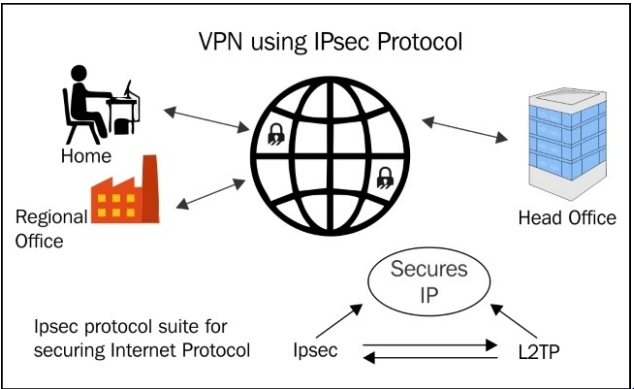 VPN using IPsec Protocol
Home
Regional
Office
Head Office
Secures
IP
Ipsec protocol suite for
securing Internet Protocol
Ipsec
L2TP